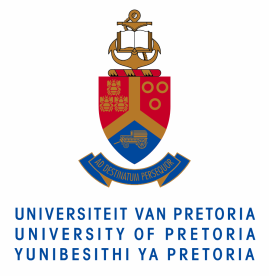 AD DESTINATUM PERSEQUOR
UNIVERSITEIT VAN PRETORIA
UNIVERSITY OF PRETORIA
YUNIBESITHI YA PRETORIA